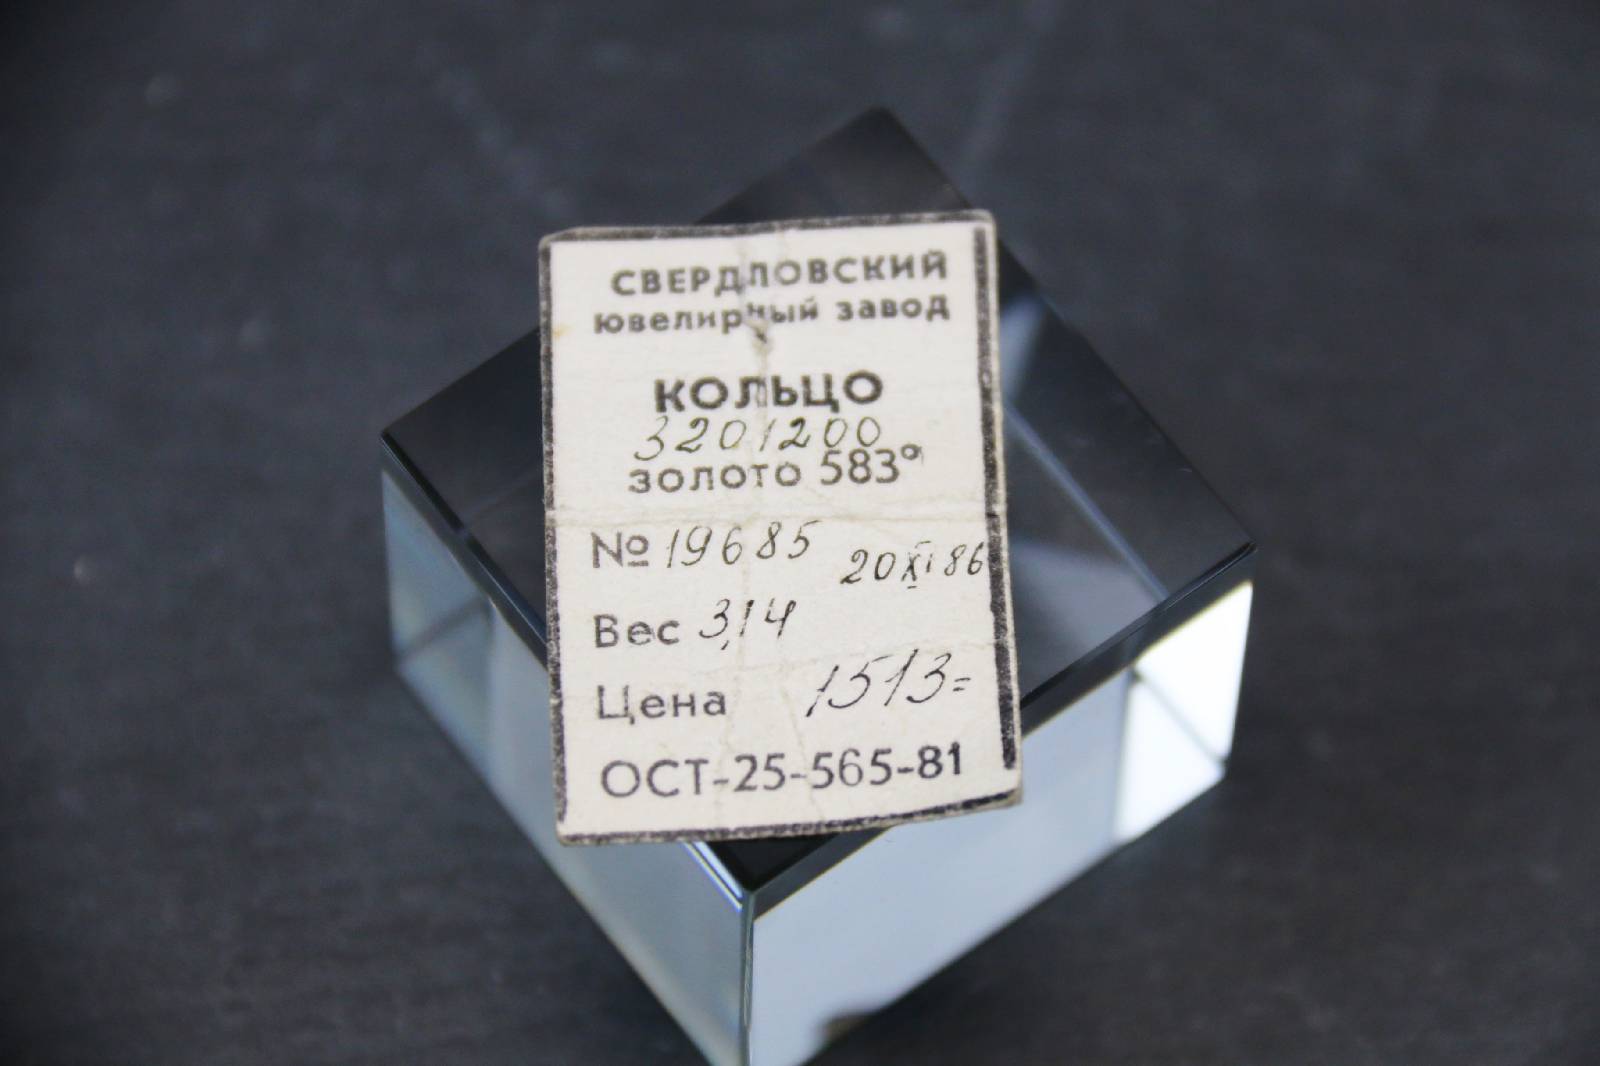 СВЕРДЛОВСКИЙ
ювелирный завод
КОЛЬЦО
3201200
золото 583°
№ 19685 20 XI 86
Вес 3,14
Цена 1513=
ОСТ-25-565-81